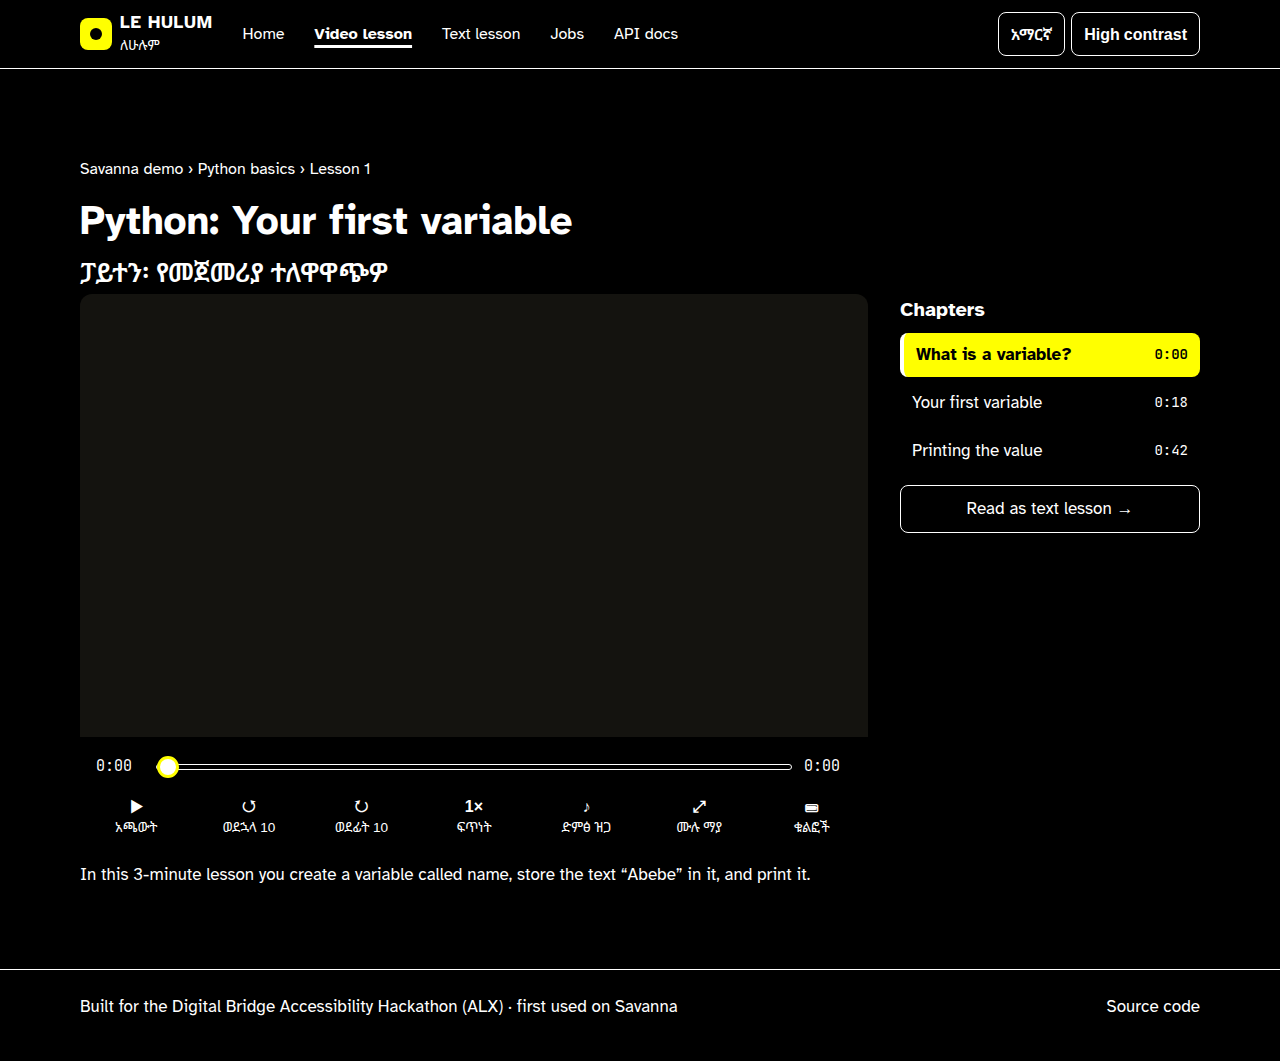 LE HULUM
ለሁሉም
Home
Video lesson
Text lesson
Jobs
API docs
አማርኛ
High contrast
Savanna demo › Python basics › Lesson 1
Python: Your first variable
ፓይተን፡ የመጀመሪያ ተለዋዋጭዎ
Chapters
What is a variable? 0:00
Your first variable 0:18
Printing the value 0:42
Read as text lesson →
0:00
0:00
አጫውት
ወደኋላ 10
ወደፊት 10
1×
ፍጥነት
ድምፅ ዝጋ
ሙሉ ማያ
ቁልፎች
In this 3-minute lesson you create a variable called name, store the text “Abebe” in it, and print it.
Built for the Digital Bridge Accessibility Hackathon (ALX) · first used on Savanna
Source code